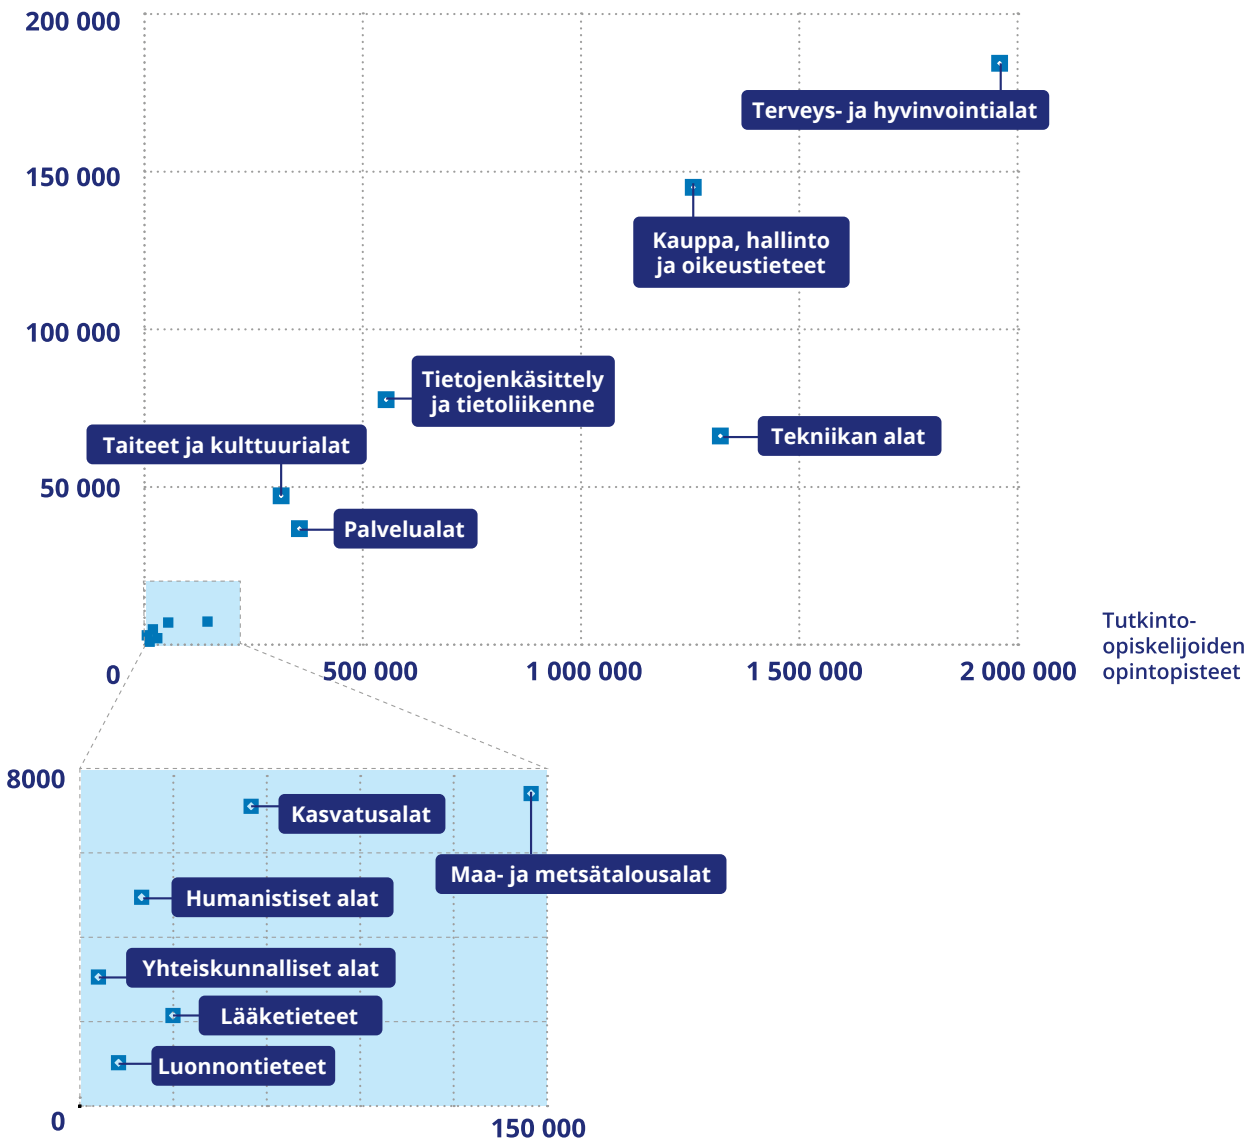 200 000
Terveys- ja hyvinvointialat
150 000
Kauppa, hallinto
ja oikeustieteet
100 000
Tietojenkäsittely
ja tietoliikenne
Tekniikan alat
Taiteet ja kulttuurialat
50 000
Palvelualat
Tutkinto-
opiskelijoiden
opintopisteet
0
500 000
1 000 000
1 500 000
2 000 000
8000
Kasvatusalat
Maa- ja metsätalousalat
Humanistiset alat
Yhteiskunnalliset alat
Lääketieteet
Luonnontieteet
0
150 000